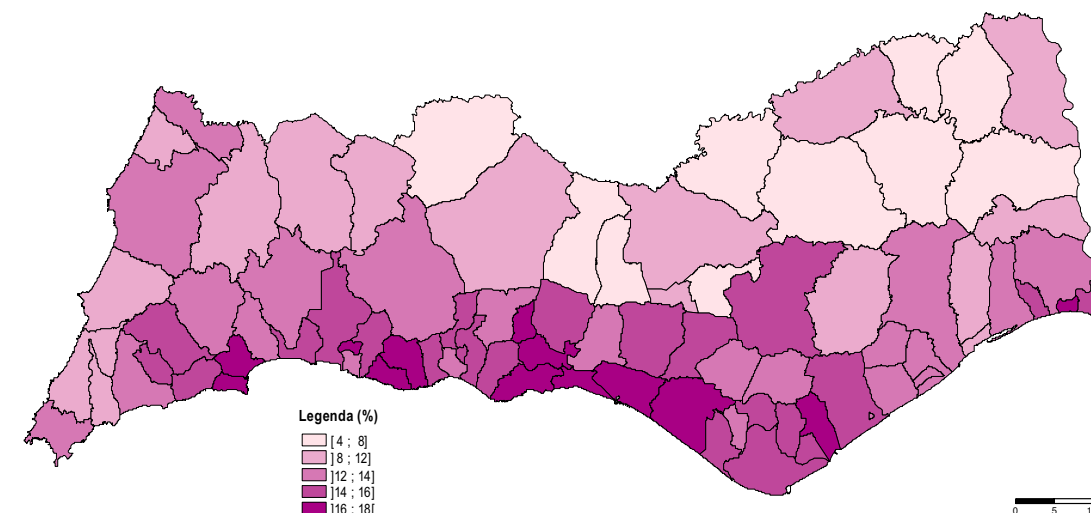 Legenda (%)
[ 4 ; 8]
]8 ; 12]
]12 ; 14]
]14 ; 16]
]16 ; 18[
0 5